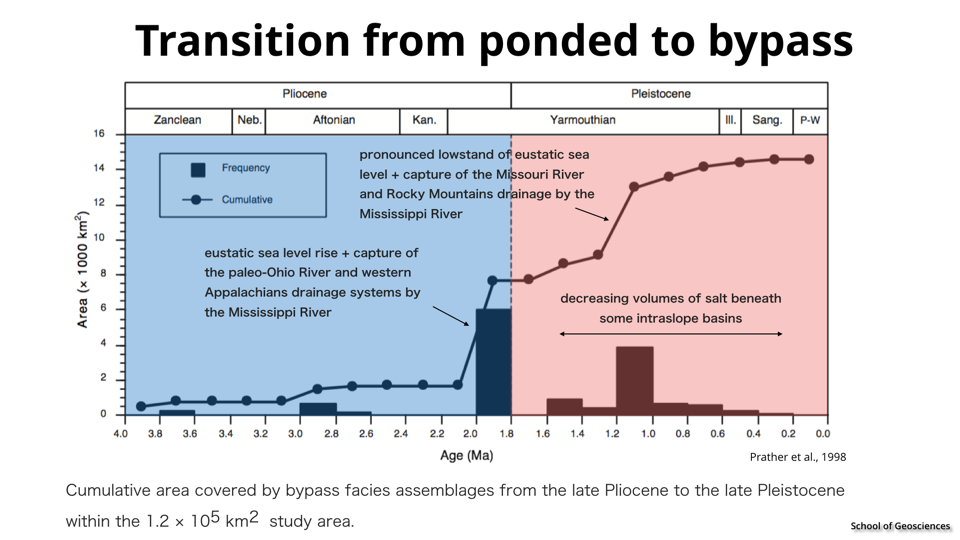 Transition from ponded to bypass
Pliocene
Pleistocene
Zanclean
Neb.
Aftonian
Kan.
Yarmouthian
Ill.
Sang.
P-W
16
14
12
10
8
6
4
2
0
Area (× 1000 km²)
Frequency
Cumulative
pronounced lowstand of eustatic sea
level + capture of the Missouri River
and Rocky Mountains drainage by the
Mississippi River
eustatic sea level rise + capture of
the paleo-Ohio River and western
Appalachians drainage systems by
the Mississippi River
decreasing volumes of salt beneath
some intraslope basins
4.0 3.8 3.6 3.4 3.2 3.0 2.8 2.6 2.4 2.2 2.0 1.8 1.6 1.4 1.2 1.0 0.8 0.6 0.4 0.2 0.0
Age (Ma)
Prather et al., 1998
Cumulative area covered by bypass facies assemblages from the late Pliocene to the late Pleistocene
within the 1.2 × 10⁵ km² study area.
School of Geosciences